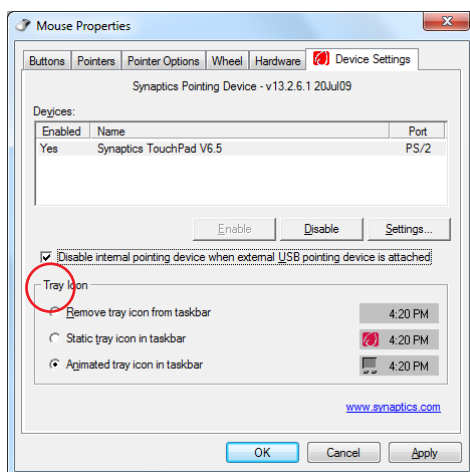 Mouse Properties
Buttons Pointers Pointer Options Wheel Hardware Device Settings
Synaptics Pointing Device - v13.2.6.1 20Jul09
Devices:
Enabled Name Port
Yes Synaptics TouchPad V6.5 PS/2
Enable Disable Settings...
Disable internal pointing device when external USB pointing device is attached
Tray Icon
Remove tray icon from taskbar 4:20 PM
Static tray icon in taskbar 4:20 PM
Animated tray icon in taskbar 4:20 PM
www.synaptics.com
OK Cancel Apply